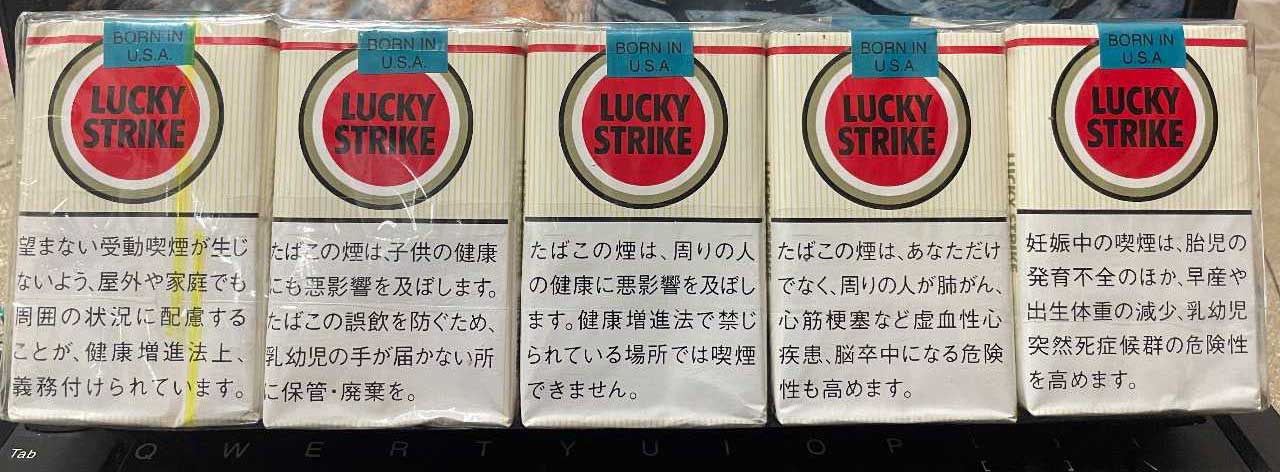 BORN IN
U.S.A.
LUCKY
STRIKE
望まない受動喫煙が生じ
ないよう、屋外や家庭でも
周囲の状況に配慮する
ことが、健康増進法上、
義務付けられています。
BORN IN
U.S.A.
LUCKY
STRIKE
たばこの煙は、子供の健康
にも悪影響を及ぼします。
たばこの誤飲を防ぐため、
乳幼児の手が届かない所
に保管・廃棄を。
BORN IN
U.S.A.
LUCKY
STRIKE
たばこの煙は、周りの人
の健康に悪影響を及ぼし
ます。健康増進法で禁じ
られている場所では喫煙
できません。
BORN IN
U.S.A.
LUCKY
STRIKE
たばこの煙は、あなただけ
でなく、周りの人が肺がん、
心筋梗塞など虚血性心
疾患、脳卒中になる危険
性も高めます。
BORN IN
U.S.A.
LUCKY
STRIKE
妊娠中の喫煙は、胎児の
発育不全のほか、早産や
出生体重の減少、乳幼児
突然死症候群の危険性
を高めます。
LUCKY STRIKE
Tab Q W E R T Y U I O P